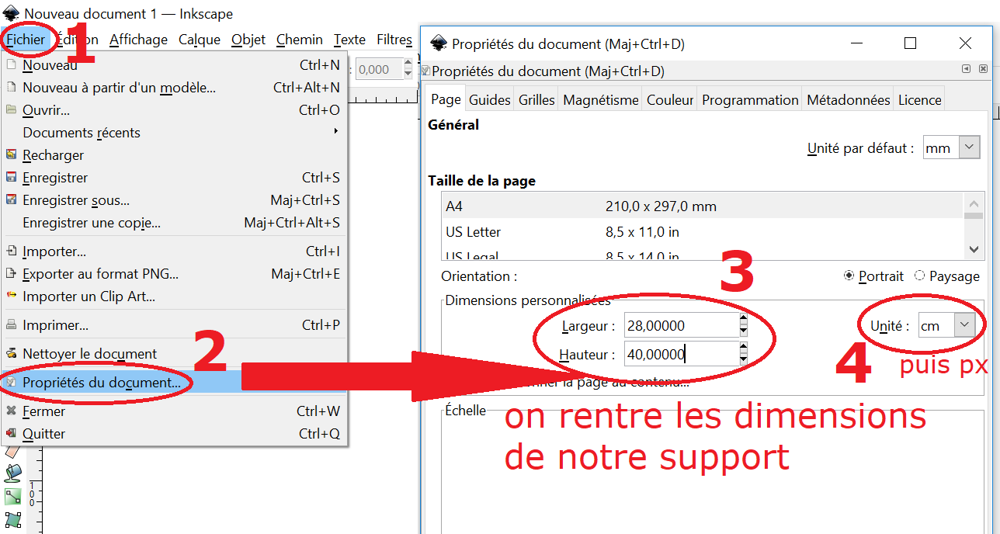 Nouveau document 1 — Inkscape
Fichier Édition Affichage Calque Objet Chemin Texte Filtres
1
Nouveau Ctrl+N
Nouveau à partir d'un modèle... Ctrl+Alt+N
Ouvrir... Ctrl+O
Documents récents
Recharger
Enregistrer Ctrl+S
Enregistrer sous... Maj+Ctrl+S
Enregistrer une copie... Maj+Ctrl+Alt+S
Importer... Ctrl+I
Exporter au format PNG... Maj+Ctrl+E
Importer un Clip Art...
Imprimer... Ctrl+P
Nettoyer le document
2
Propriétés du document...
Fermer Ctrl+W
Quitter Ctrl+Q
: 0,000
100
Propriétés du document (Maj+Ctrl+D)
Propriétés du document (Maj+Ctrl+D)
Page Guides Grilles Magnétisme Couleur Programmation Métadonnées Licence
Général
Unité par défaut : mm
Taille de la page
A4 210,0 x 297,0 mm
US Letter 8,5 x 11,0 in
US Legal 8,5 x 14,0 in
3
Orientation : Portrait Paysage
Dimensions personnalisées
Largeur : 28,00000 Unité : cm
Hauteur : 40,00000
4 puis px
la page au contenu...
Échelle
on rentre les dimensions
de notre support